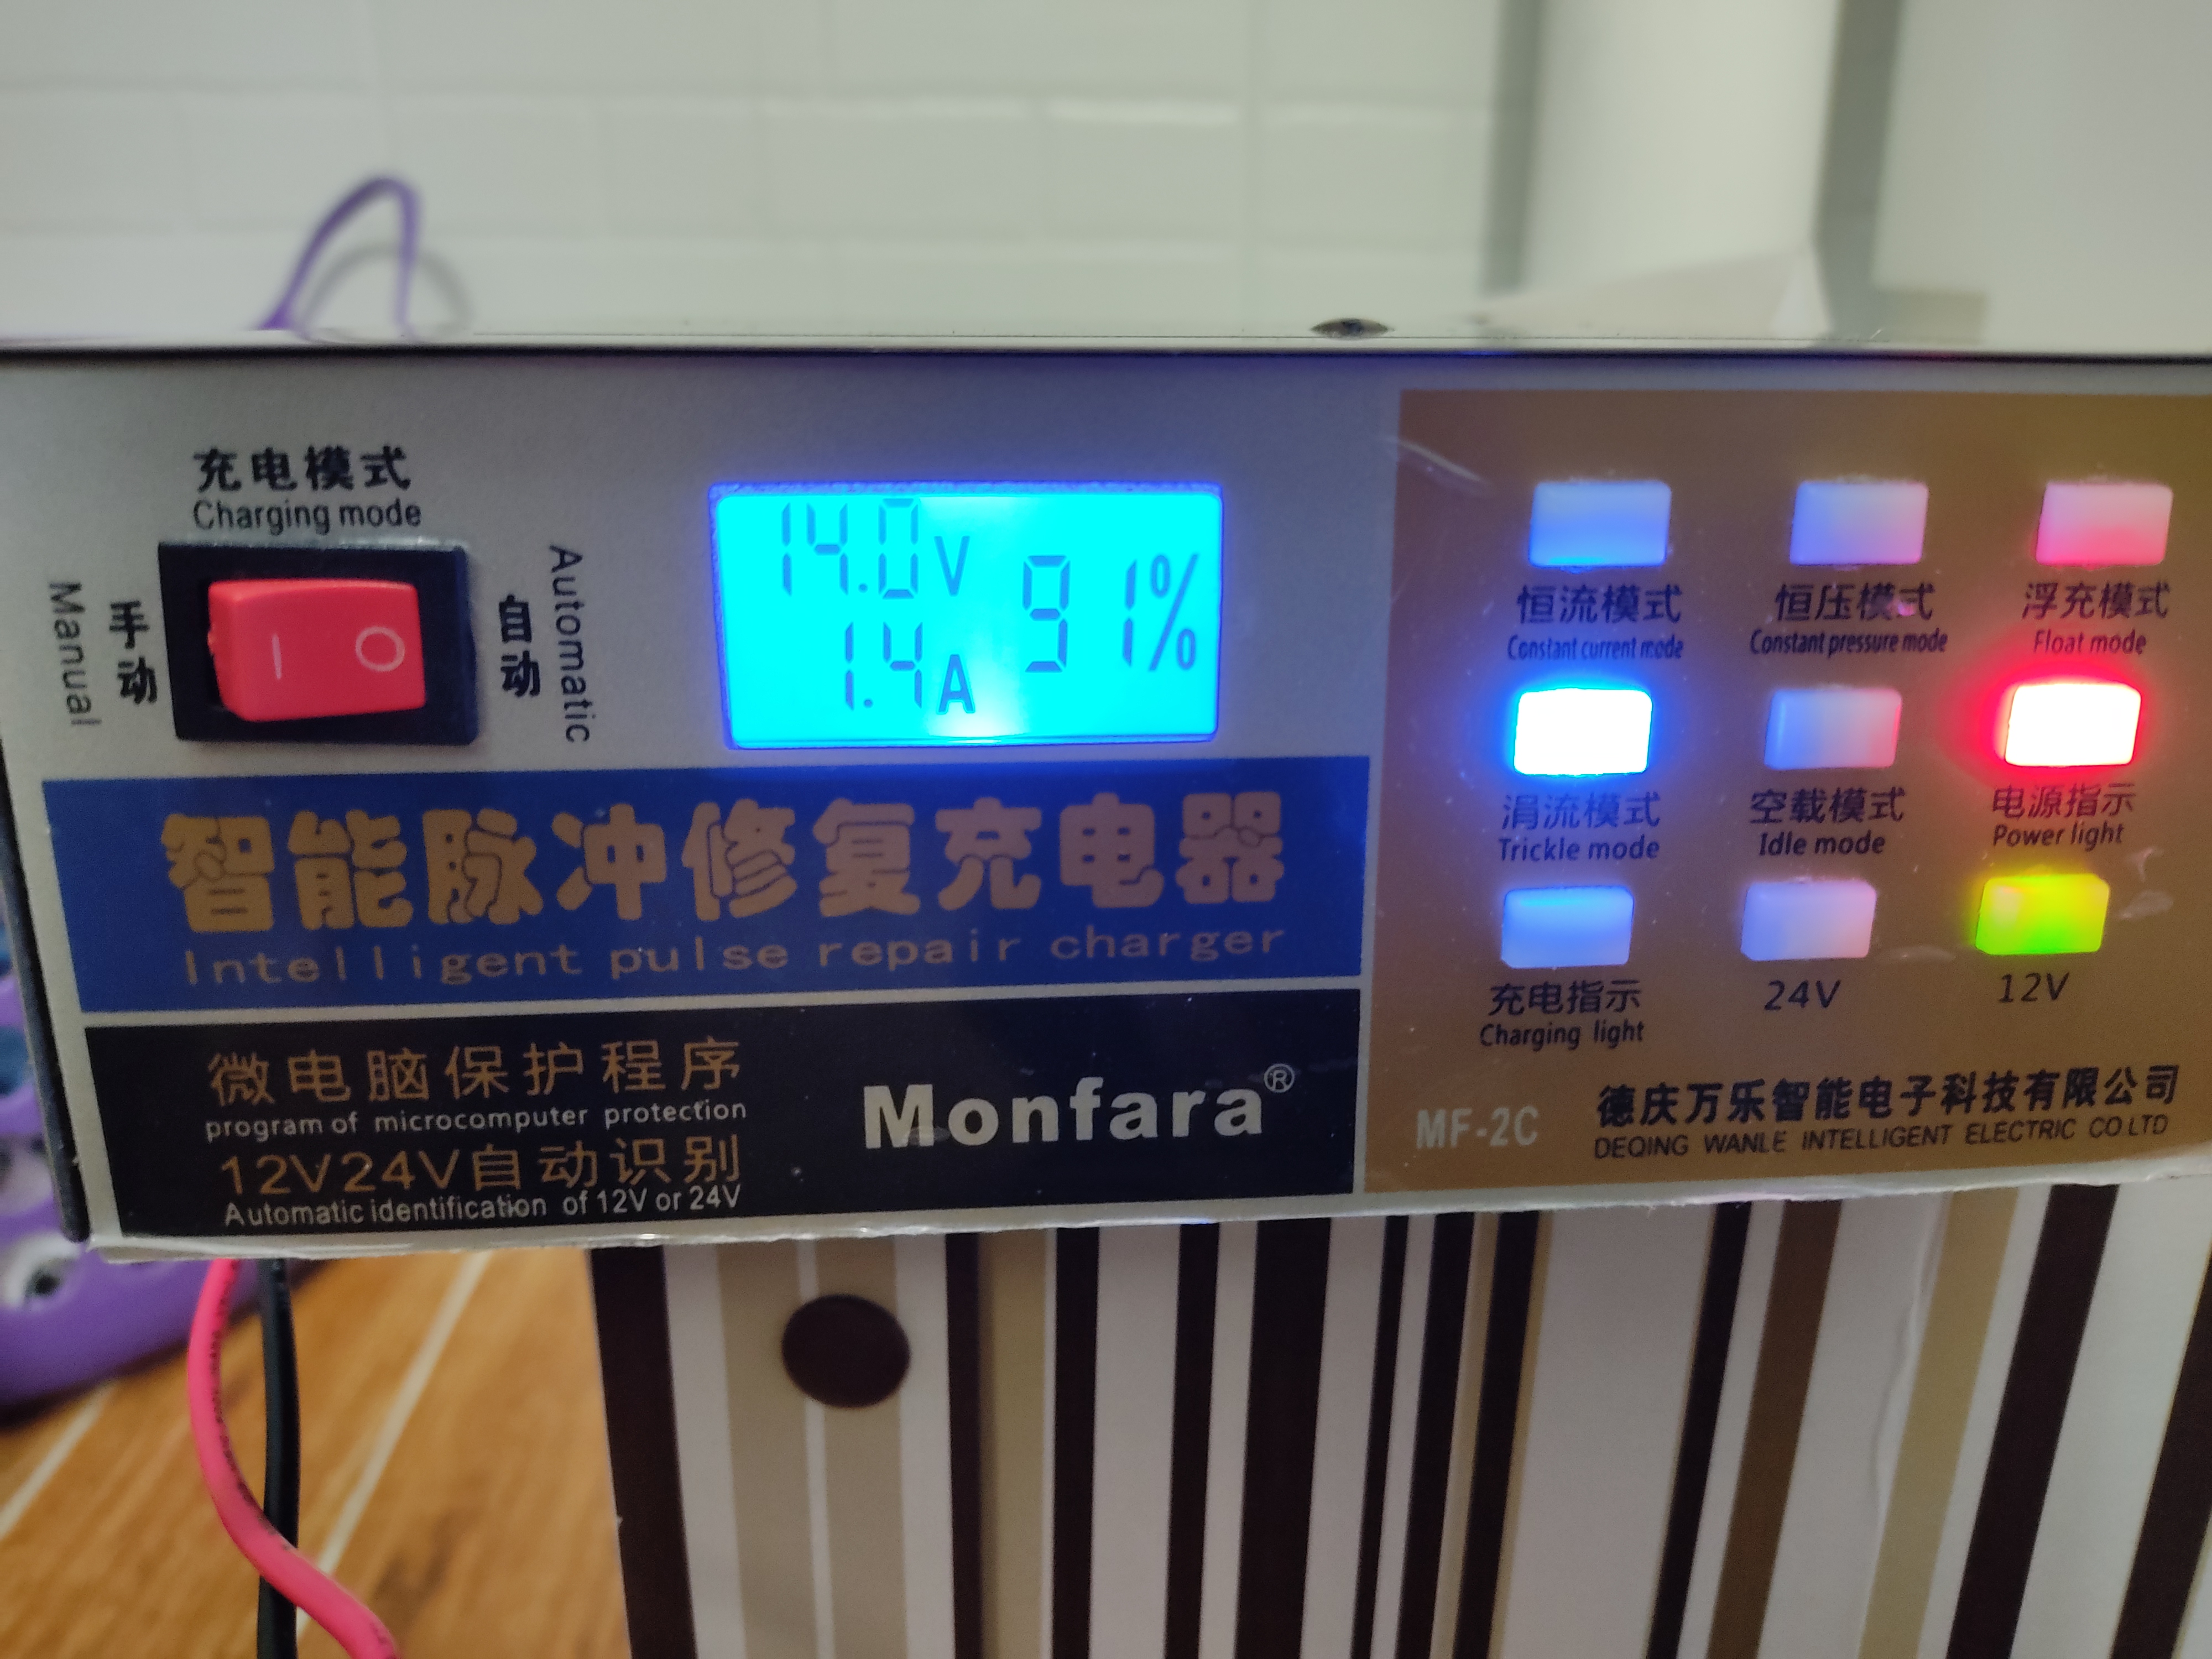 充电模式
Charging mode
Manual
手动
I O
自动
Automatic
14.0V
1.4A
91%
恒流模式
Constant current mode
恒压模式
Constant pressure mode
浮充模式
Float mode
涓流模式
Trickle mode
空载模式
Idle mode
电源指示
Power light
充电指示
Charging light
24V
12V
智能脉冲修复充电器
Intelligent pulse repair charger
微电脑保护程序
program of microcomputer protection
12V24V自动识别
Automatic identification of 12V or 24V
Monfara®
MF-2C
德庆万乐智能电子科技有限公司
DEQING WANLE INTELLIGENT ELECTRIC CO LTD